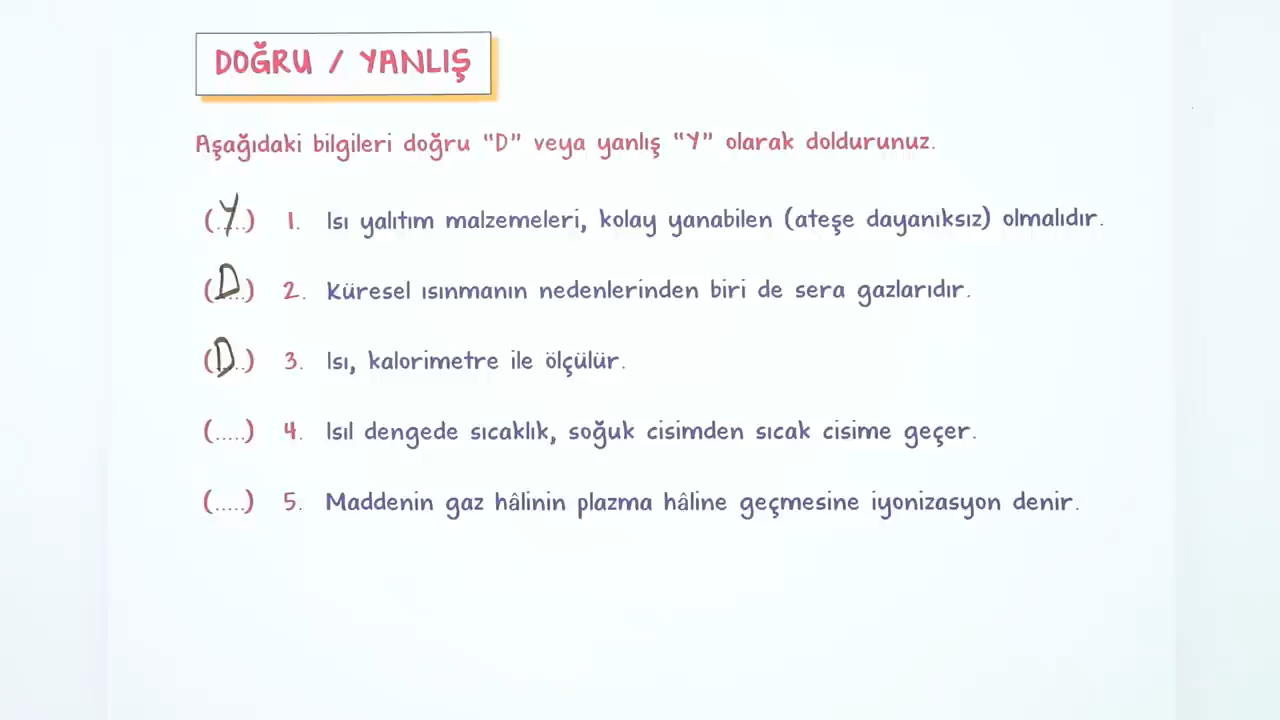 DOĞRU / YANLIŞ
Aşağıdaki bilgileri doğru "D" veya yanlış "Y" olarak doldurunuz.
(.Y.) 1. Isı yalıtım malzemeleri, kolay yanabilen (ateşe dayanıksız) olmalıdır.
(D...) 2. Küresel ısınmanın nedenlerinden biri de sera gazlarıdır.
(D..) 3. Isı, kalorimetre ile ölçülür.
(.....) 4. Isıl dengede sıcaklık, soğuk cisimden sıcak cisime geçer.
(.....) 5. Maddenin gaz hâlinin plazma hâline geçmesine iyonizasyon denir.